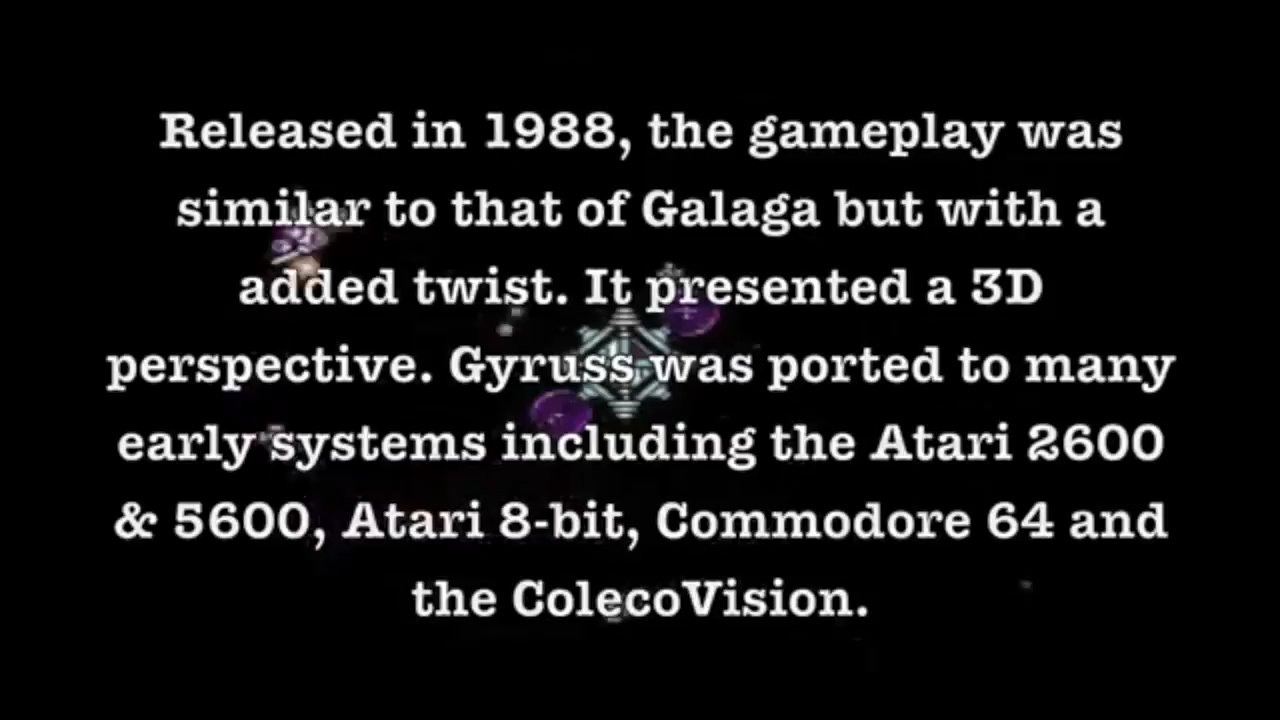 Released in 1988, the gameplay was
similar to that of Galaga but with a
added twist. It presented a 3D
perspective. Gyruss was ported to many
early systems including the Atari 2600
& 5600, Atari 8-bit, Commodore 64 and
the ColecoVision.